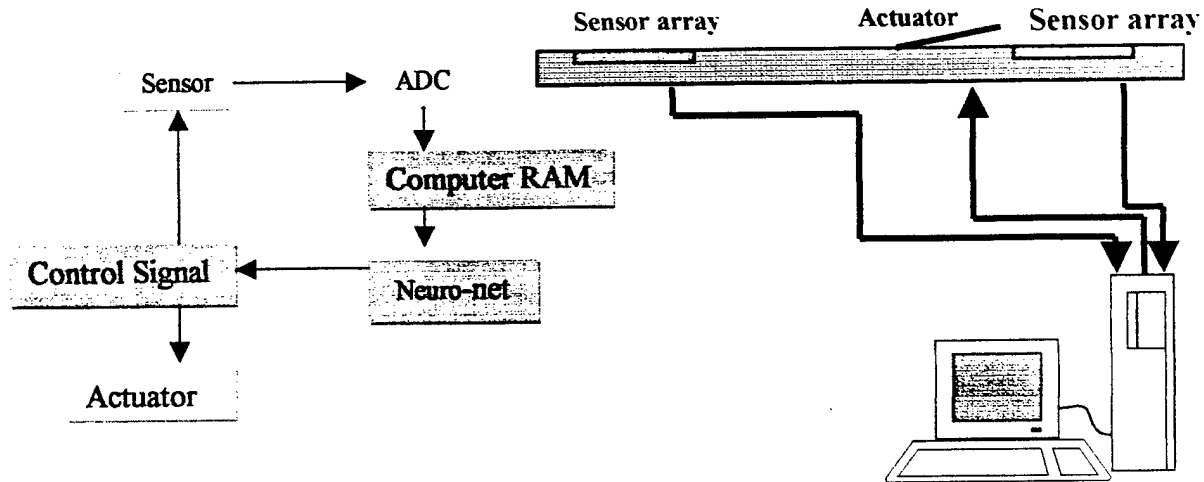 Sensor array
Actuator
Sensor array
Sensor
ADC
Computer RAM
Control Signal
Neuro-net
Actuator